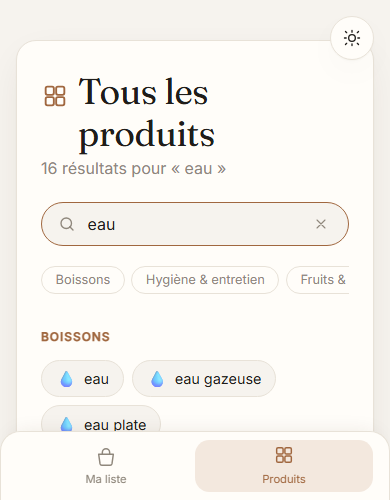 Tous les
produits
16 résultats pour « eau »
eau
Boissons Hygiène & entretien Fruits &
BOISSONS
eau eau gazeuse
eau plate
Ma liste Produits